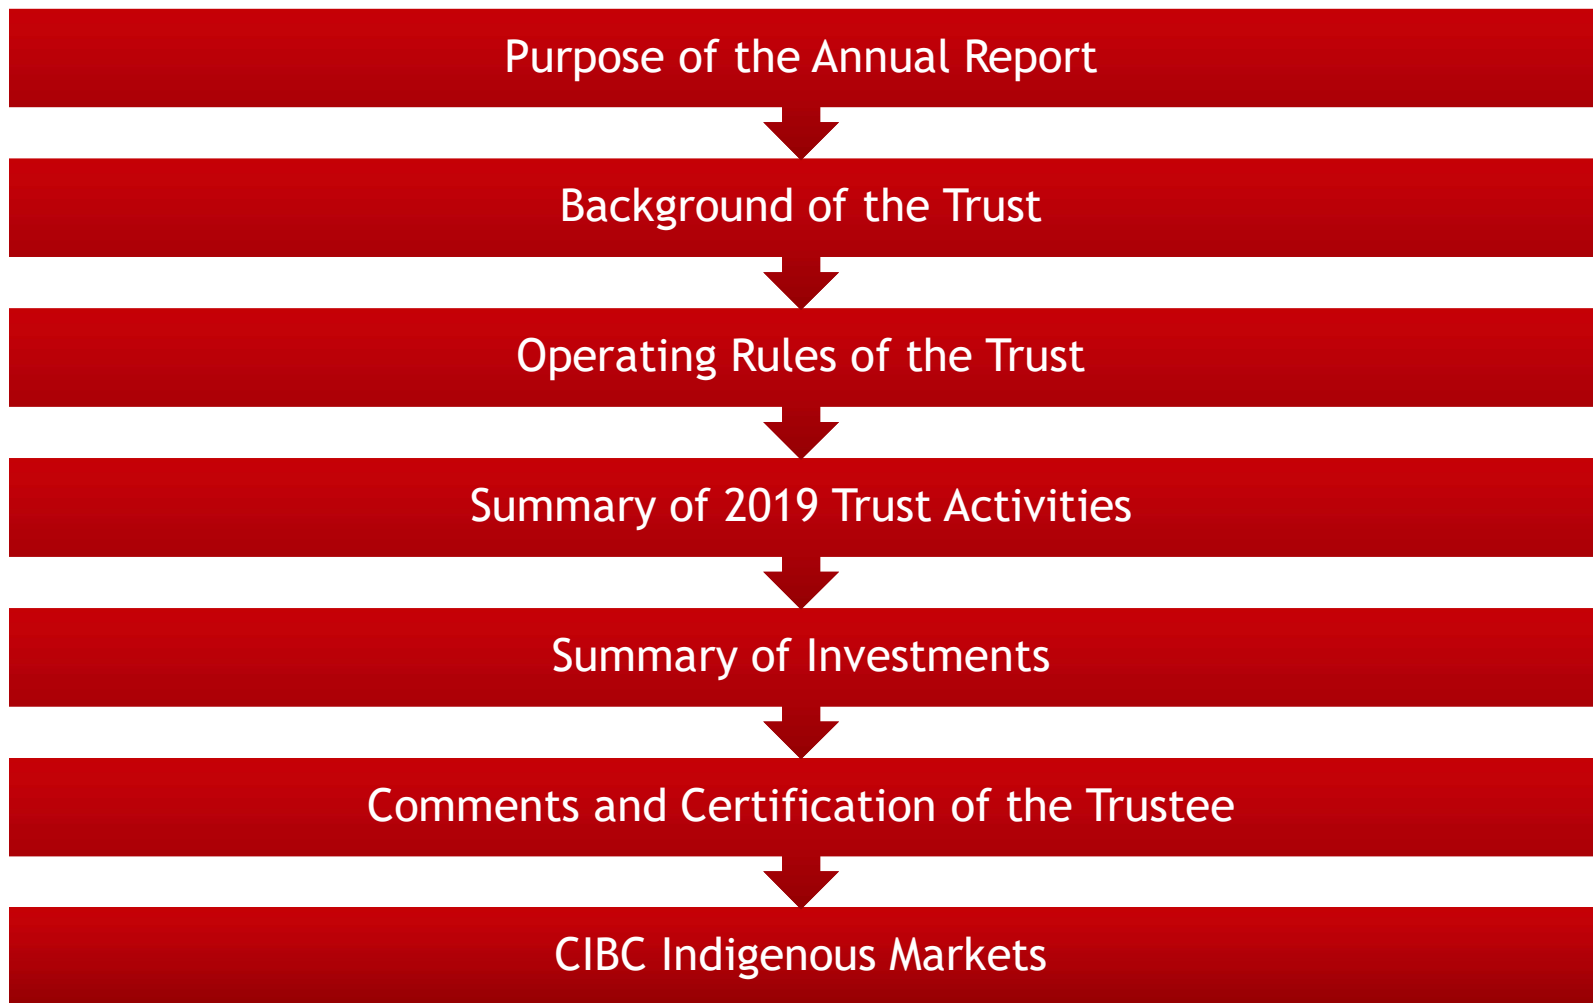 Purpose of the Annual Report
Background of the Trust
Operating Rules of the Trust
Summary of 2019 Trust Activities
Summary of Investments
Comments and Certification of the Trustee
CIBC Indigenous Markets